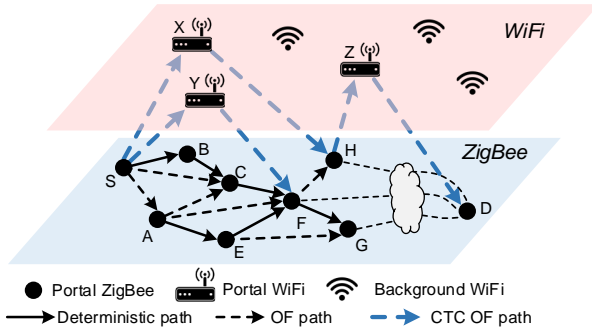 X
WiFi
Z
Y
ZigBee
B
H
S
C
D
A
F
G
E
Portal ZigBee Portal WiFi Background WiFi
Deterministic path OF path CTC OF path